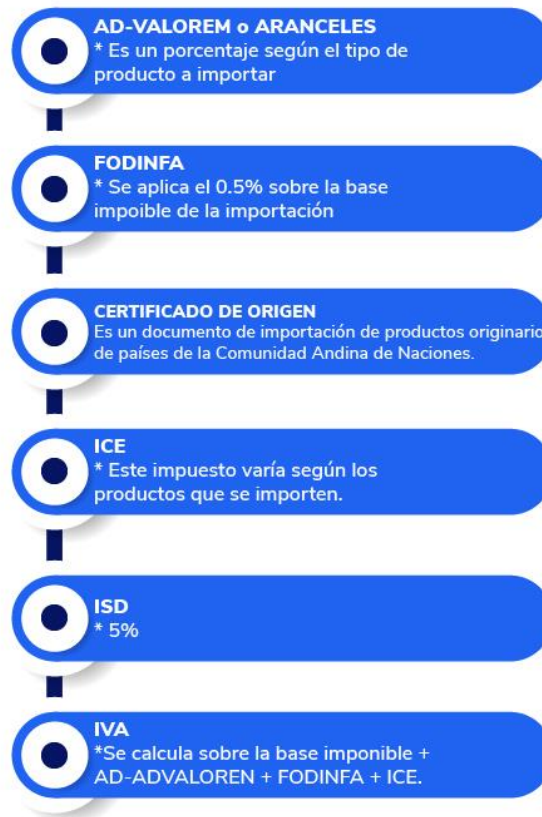 AD-VALOREM o ARANCELES
* Es un porcentaje según el tipo de
producto a importar
FODINFA
* Se aplica el 0.5% sobre la base
impoible de la importación
CERTIFICADO DE ORIGEN
Es un documento de importación de productos originario
de países de la Comunidad Andina de Naciones.
ICE
* Este impuesto varía según los
productos que se importen.
ISD
* 5%
IVA
*Se calcula sobre la base imponible +
AD-ADVALOREN + FODINFA + ICE.